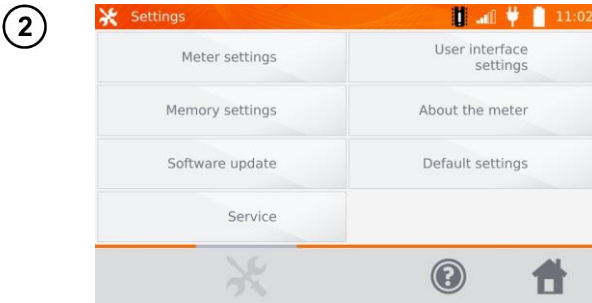 2
Settings
11:02
Meter settings
User interface
settings
Memory settings
About the meter
Software update
Default settings
Service
?